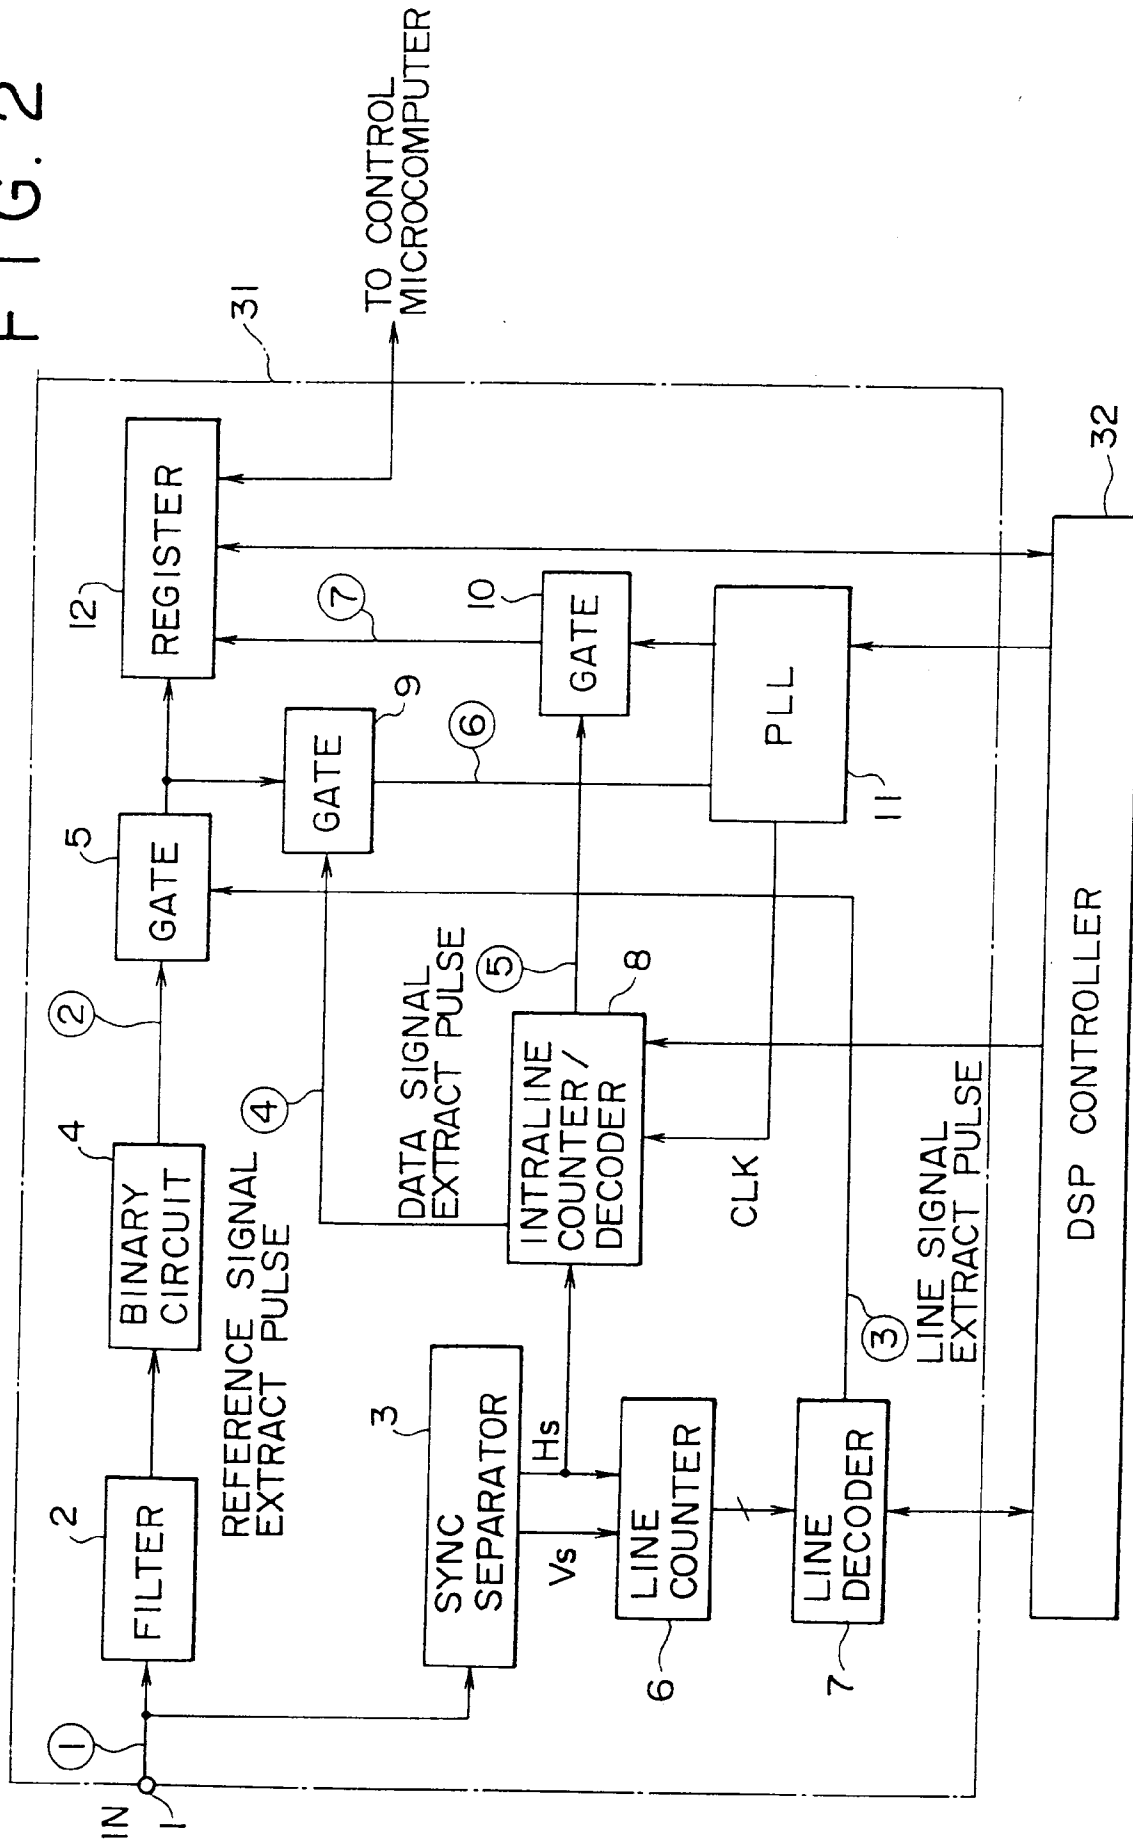 FIG. 2
IN
1
①
2
FILTER
4
BINARY
CIRCUIT
②
5
GATE
12
REGISTER
31
TO CONTROL
MICROCOMPUTER
REFERENCE SIGNAL
EXTRACT PULSE
④
GATE
9
⑥
⑦
10
GATE
3
SYNC
SEPARATOR
Vs
Hs
DATA SIGNAL
EXTRACT PULSE
INTRALINE
COUNTER/
DECODER
8
⑤
PLL
11
CLK
LINE
COUNTER
6
LINE
DECODER
7
③
LINE SIGNAL
EXTRACT PULSE
DSP CONTROLLER
32